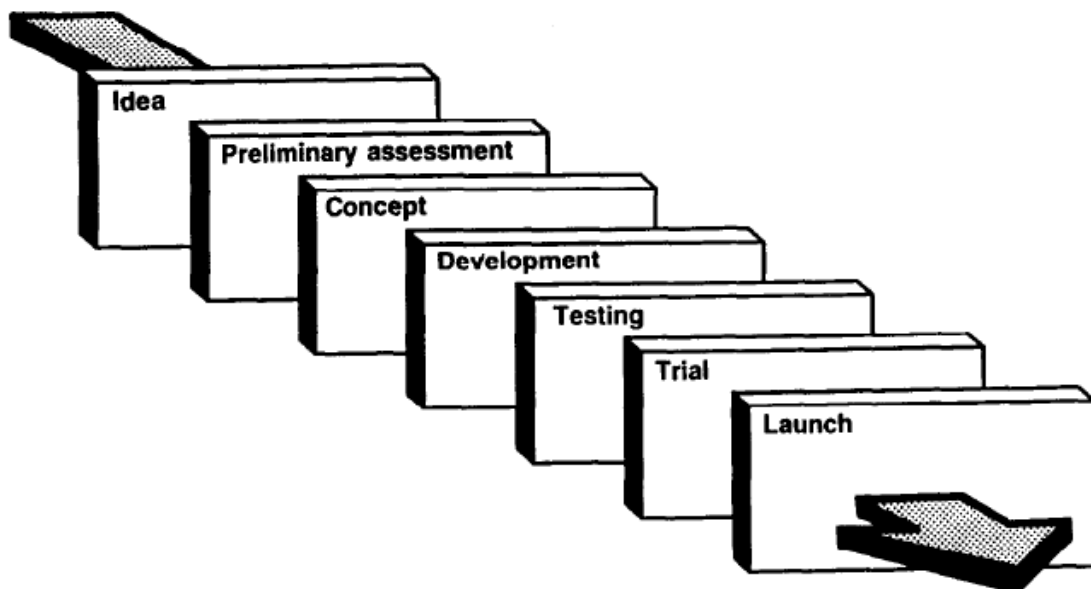 Idea
Preliminary assessment
Concept
Development
Testing
Trial
Launch